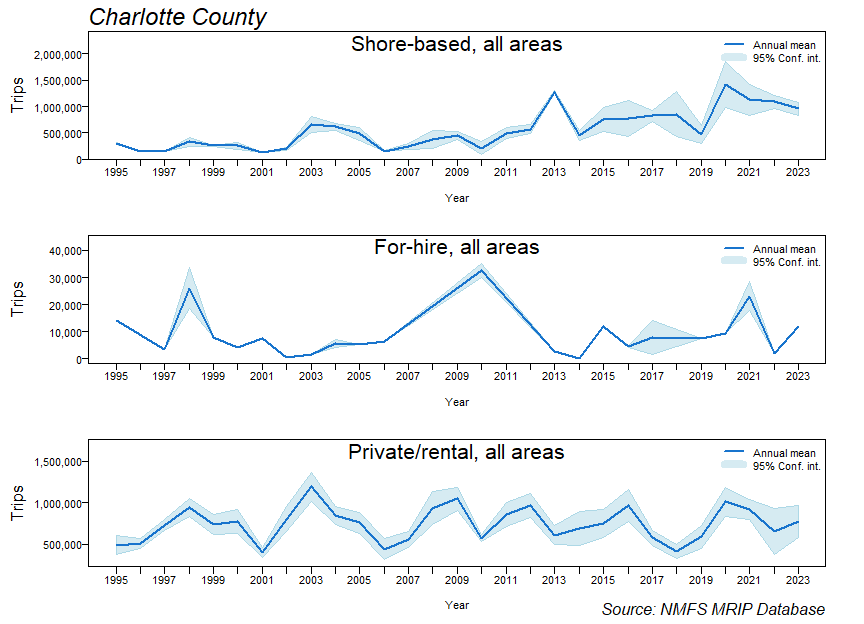 Charlotte County
Shore-based, all areas
Annual mean
95% Conf. int.
Trips
2,000,000
1,500,000
1,000,000
500,000
0
1995 1997 1999 2001 2003 2005 2007 2009 2011 2013 2015 2017 2019 2021 2023
Year
For-hire, all areas
Annual mean
95% Conf. int.
Trips
40,000
30,000
20,000
10,000
0
1995 1997 1999 2001 2003 2005 2007 2009 2011 2013 2015 2017 2019 2021 2023
Year
Private/rental, all areas
Annual mean
95% Conf. int.
Trips
1,500,000
1,000,000
500,000
1995 1997 1999 2001 2003 2005 2007 2009 2011 2013 2015 2017 2019 2021 2023
Year
Source: NMFS MRIP Database